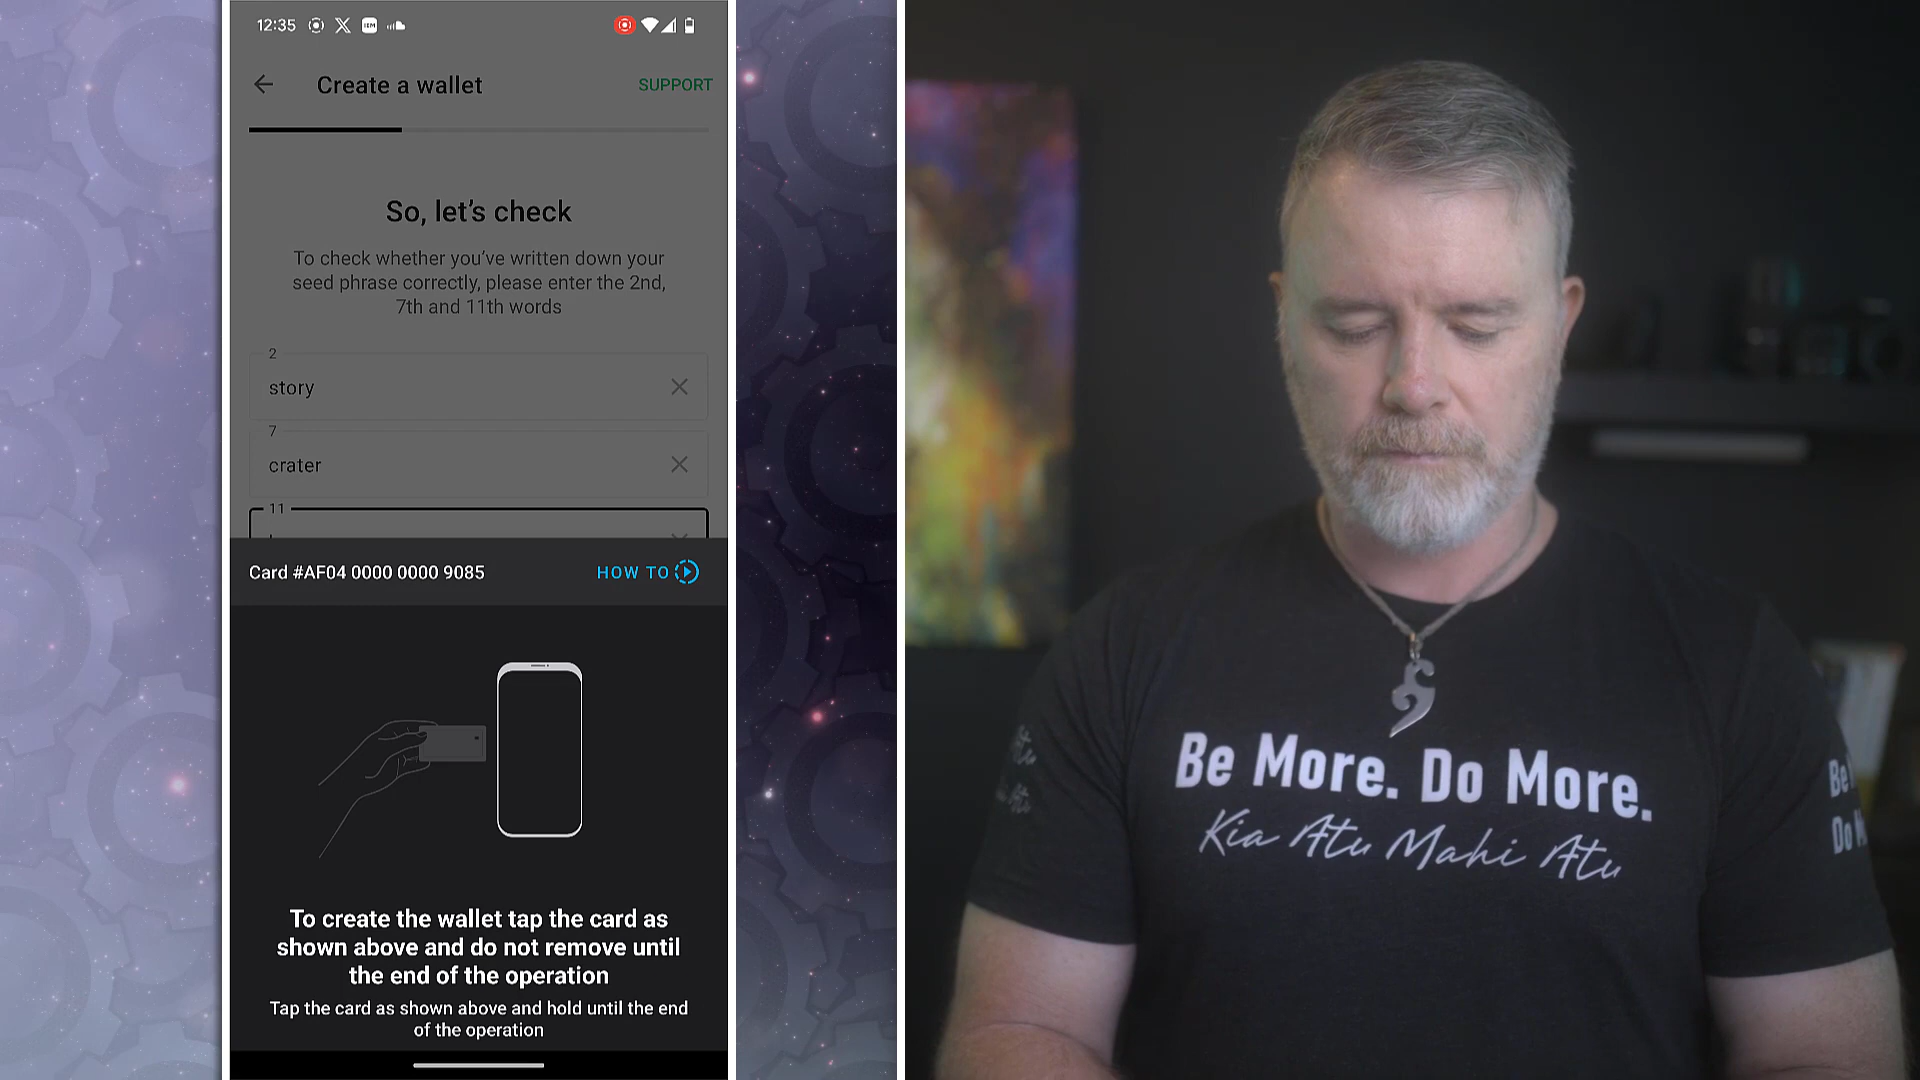 12:35
Create a wallet
SUPPORT
So, let's check
To check whether you've written down your
seed phrase correctly, please enter the 2nd,
7th and 11th words
2
story
7
crater
11
Card #AF04 0000 0000 9085
HOW TO
To create the wallet tap the card as
shown above and do not remove until
the end of the operation
Tap the card as shown above and hold until the end
of the operation
Be More. Do More.
Kia Atu Mahi Atu
Be
Do